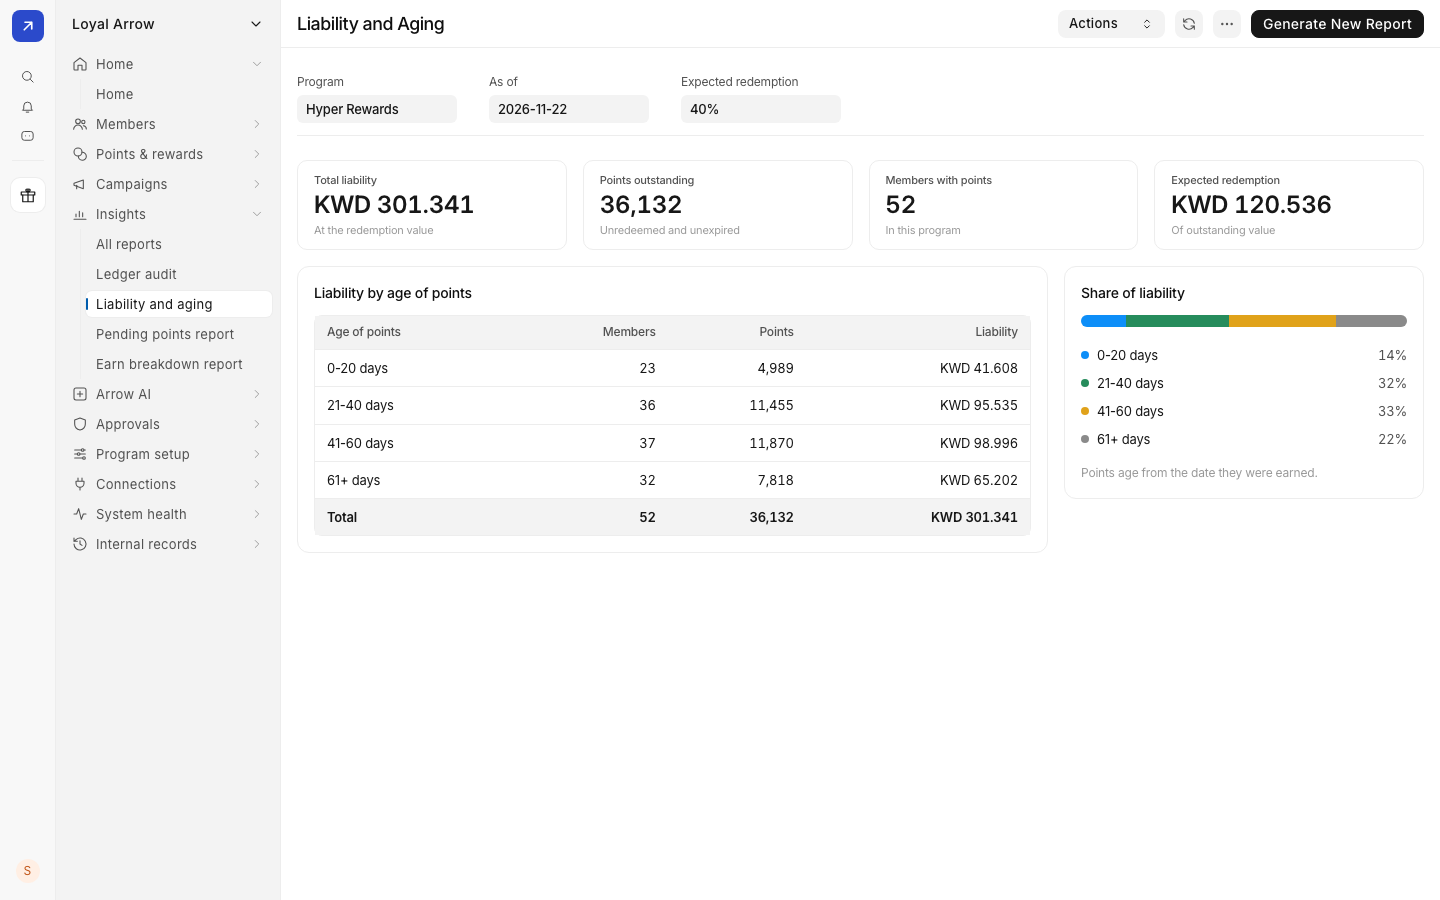 Loyal Arrow
Home
Home
Members
Points & rewards
Campaigns
Insights
All reports
Ledger audit
Liability and aging
Pending points report
Earn breakdown report
Arrow AI
Approvals
Program setup
Connections
System health
Internal records
S
Liability and Aging
Actions
Generate New Report
Program
Hyper Rewards
As of
2026-11-22
Expected redemption
40%
Total liability
KWD 301.341
At the redemption value
Points outstanding
36,132
Unredeemed and unexpired
Members with points
52
In this program
Expected redemption
KWD 120.536
Of outstanding value
Liability by age of points
Age of points Members Points Liability
0-20 days 23 4,989 KWD 41.608
21-40 days 36 11,455 KWD 95.535
41-60 days 37 11,870 KWD 98.996
61+ days 32 7,818 KWD 65.202
Total 52 36,132 KWD 301.341
Share of liability
0-20 days 14%
21-40 days 32%
41-60 days 33%
61+ days 22%
Points age from the date they were earned.